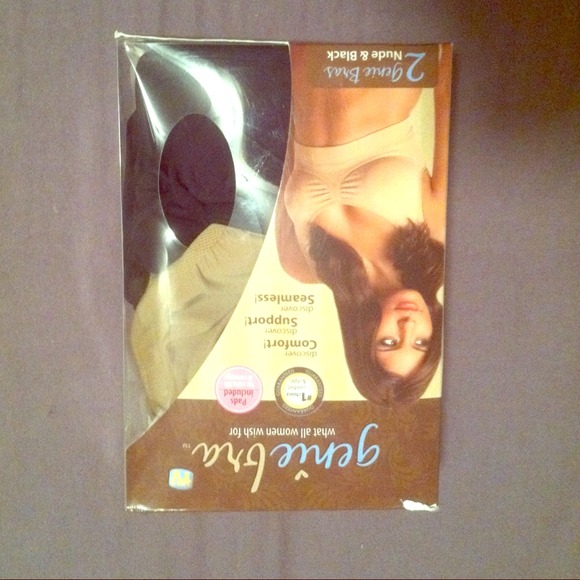 genie bra™
what all women wish for
#1
Pads
included
discover
Comfort!
discover
Support!
discover
Seamless!
2 Genie Bras
Nude & Black